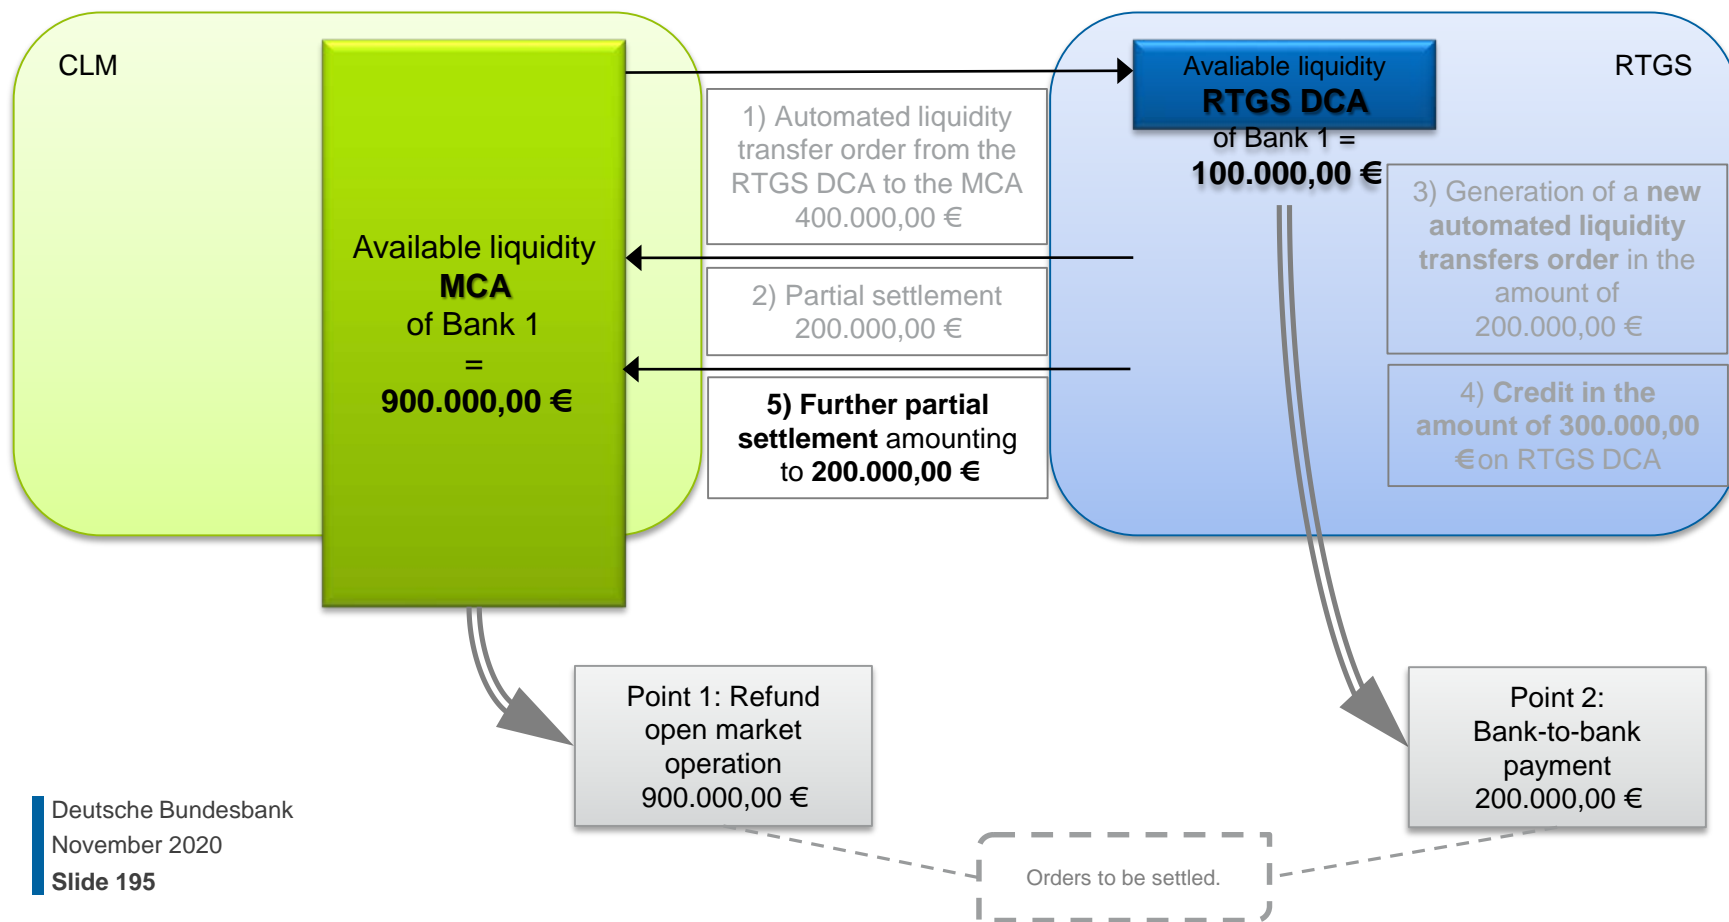 CLM
Available liquidity
MCA
of Bank 1
=
900.000,00 €
1) Automated liquidity
transfer order from the
RTGS DCA to the MCA
400.000,00 €
2) Partial settlement
200.000,00 €
5) Further partial
settlement amounting
to 200.000,00 €
RTGS
Avaliable liquidity
RTGS DCA
of Bank 1 =
100.000,00 €
3) Generation of a new
automated liquidity
transfers order in the
amount of
200.000,00 €
4) Credit in the
amount of 300.000,00
€ on RTGS DCA
Point 1: Refund
open market
operation
900.000,00 €
Point 2:
Bank-to-bank
payment
200.000,00 €
Orders to be settled.
Deutsche Bundesbank
November 2020
Slide 195